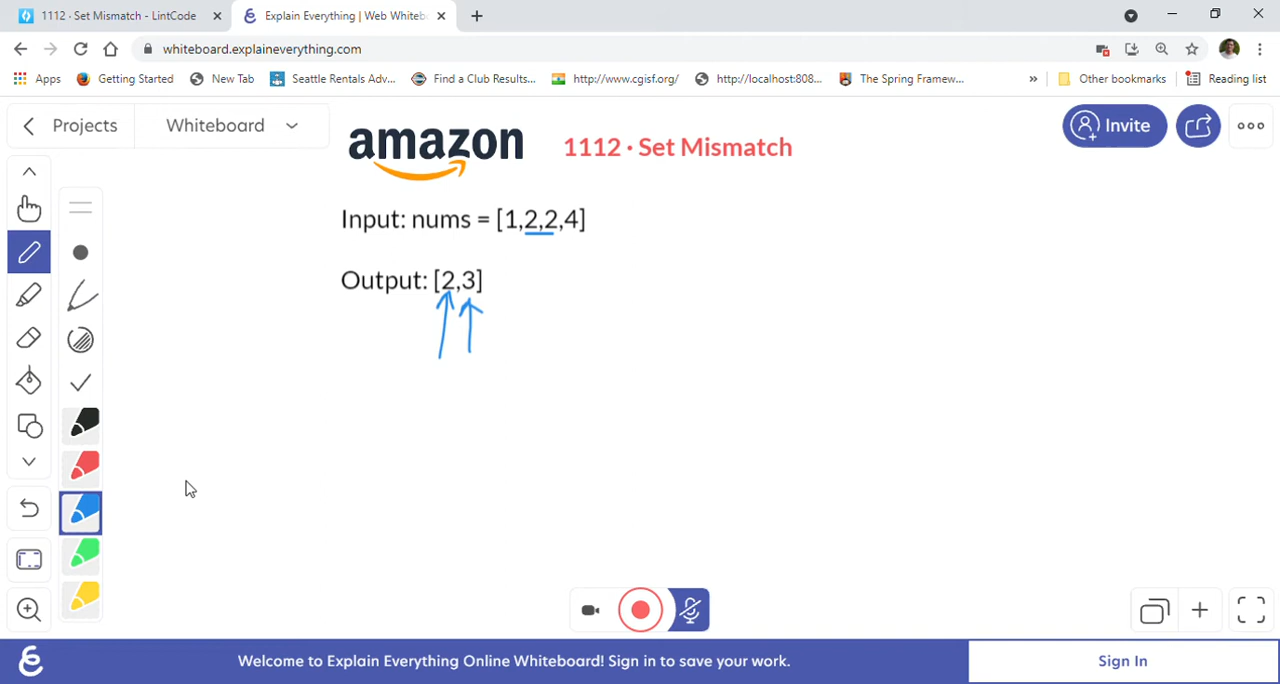 1112 · Set Mismatch - LintCode
Explain Everything | Web Whiteb
whiteboard.explaineverything.com
Apps Getting Started New Tab Seattle Rentals Adv... Find a Club Results... http://www.cgisf.org/ http://localhost:808... The Spring Framew... » Other bookmarks Reading list
Projects Whiteboard Invite
amazon 1112 · Set Mismatch
Input: nums = [1,2,2,4]
Output: [2,3]
Welcome to Explain Everything Online Whiteboard! Sign in to save your work. Sign In